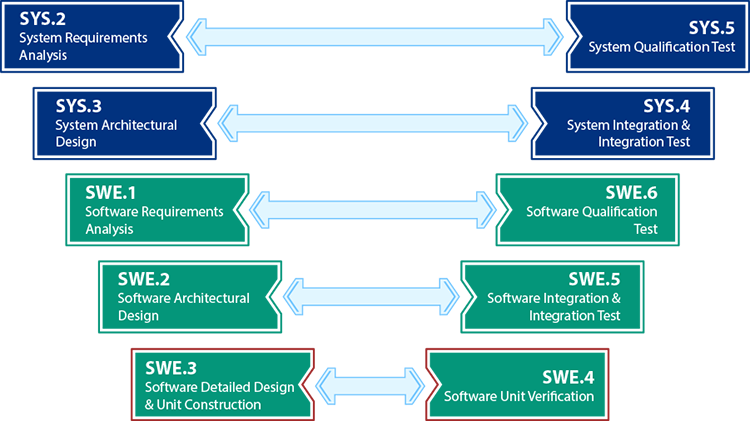 SYS.2
System Requirements
Analysis
SYS.5
System Qualification Test
SYS.3
System Architectural
Design
SYS.4
System Integration &
Integration Test
SWE.1
Software Requirements
Analysis
SWE.6
Software Qualification
Test
SWE.2
Software Architectural
Design
SWE.5
Software Integration &
Integration Test
SWE.3
Software Detailed Design
& Unit Construction
SWE.4
Software Unit Verification